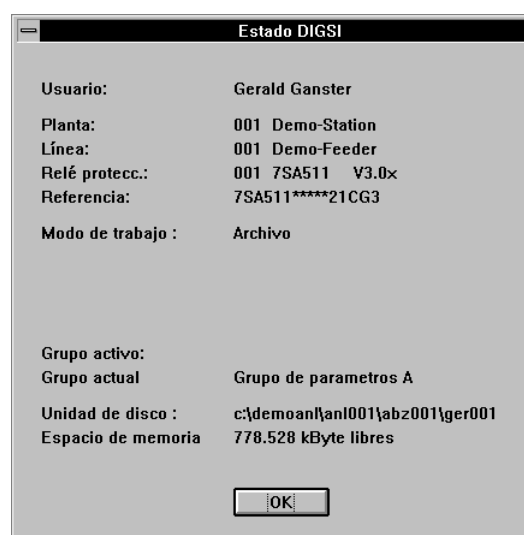 Estado DIGSI
Usuario: Gerald Ganster
Planta: 001 Demo-Station
Línea: 001 Demo-Feeder
Relé protecc.: 001 7SA511 V3.0x
Referencia: 7SA511*****21CG3
Modo de trabajo : Archivo
Grupo activo:
Grupo actual Grupo de parametros A
Unidad de disco : c:\demoanl\anl001\abz001\ger001
Espacio de memoria 778.528 kByte libres
OK